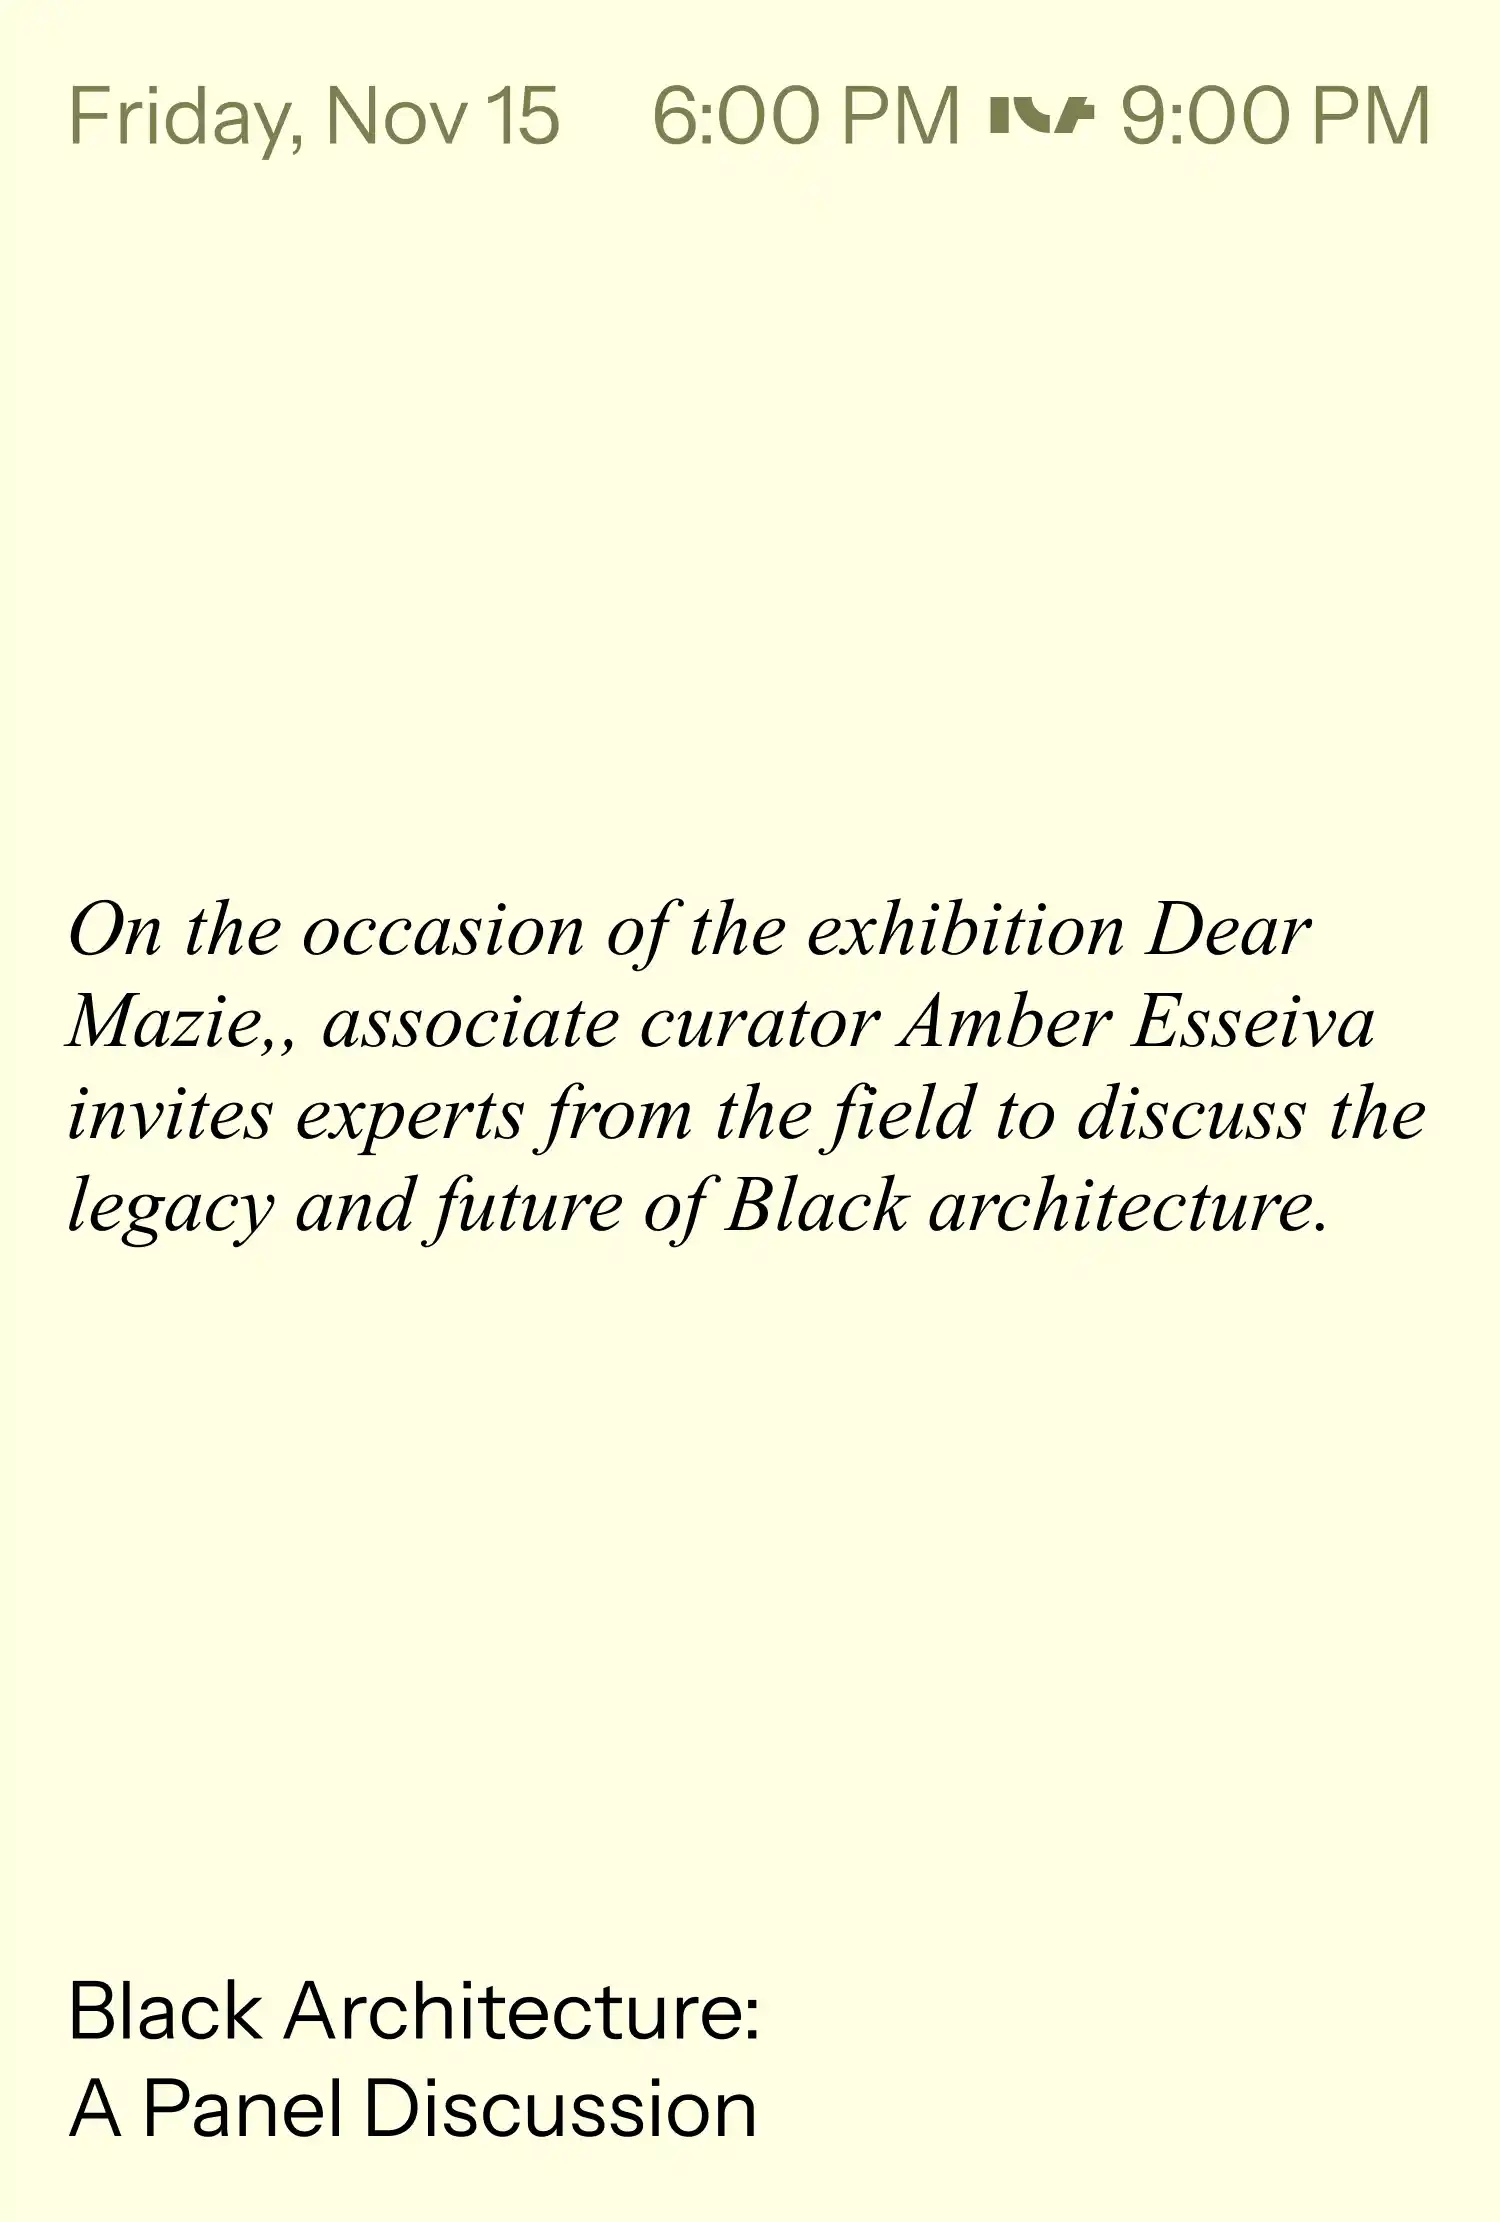 Friday, Nov 15 6:00 PM ICA 9:00 PM
On the occasion of the exhibition Dear
Mazie,, associate curator Amber Esseiva
invites experts from the field to discuss the
legacy and future of Black architecture.
Black Architecture:
A Panel Discussion